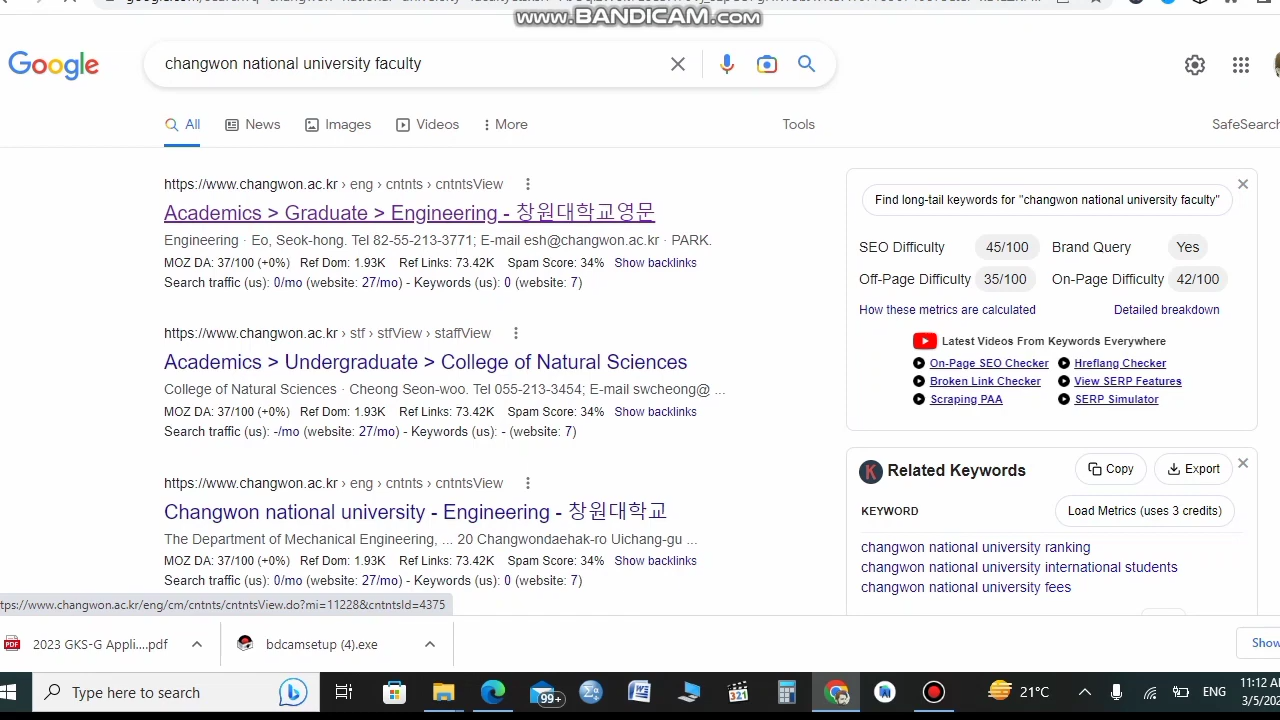 www.BANDICAM.com
Google
changwon national university faculty
All
News
Images
Videos
More
Tools
SafeSearch
https://www.changwon.ac.kr › eng › cntnts › cntntsView
Academics > Graduate > Engineering - 창원대학교영문
Engineering · Eo, Seok-hong. Tel 82-55-213-3771; E-mail esh@changwon.ac.kr · PARK.
MOZ DA: 37/100 (+0%) Ref Dom: 1.93K Ref Links: 73.42K Spam Score: 34% Show backlinks
Search traffic (us): 0/mo (website: 27/mo) - Keywords (us): 0 (website: 7)
https://www.changwon.ac.kr › stf › stfView › staffView
Academics > Undergraduate > College of Natural Sciences
College of Natural Sciences · Cheong Seon-woo. Tel 055-213-3454; E-mail swcheong@ ...
MOZ DA: 37/100 (+0%) Ref Dom: 1.93K Ref Links: 73.42K Spam Score: 34% Show backlinks
Search traffic (us): -/mo (website: 27/mo) - Keywords (us): - (website: 7)
https://www.changwon.ac.kr › eng › cntnts › cntntsView
Changwon national university - Engineering - 창원대학교
The Department of Mechanical Engineering, ... 20 Changwondaehak-ro Uichang-gu ...
MOZ DA: 37/100 (+0%) Ref Dom: 1.93K Ref Links: 73.42K Spam Score: 34% Show backlinks
Search traffic (us): 0/mo (website: 27/mo) - Keywords (us): 0 (website: 7)
Find long-tail keywords for "changwon national university faculty"
SEO Difficulty 45/100 Brand Query Yes
Off-Page Difficulty 35/100 On-Page Difficulty 42/100
How these metrics are calculated Detailed breakdown
Latest Videos From Keywords Everywhere
On-Page SEO Checker Hreflang Checker
Broken Link Checker View SERP Features
Scraping PAA SERP Simulator
K Related Keywords Copy Export
KEYWORD Load Metrics (uses 3 credits)
changwon national university ranking
changwon national university international students
changwon national university fees
tps://www.changwon.ac.kr/eng/cm/cntnts/cntntsView.do?mi=11228&cntntsId=4375
PDF 2023 GKS-G Appli....pdf
bdcamsetup (4).exe
Show
Type here to search
99+
21°C
ENG
11:12 A
3/5/20